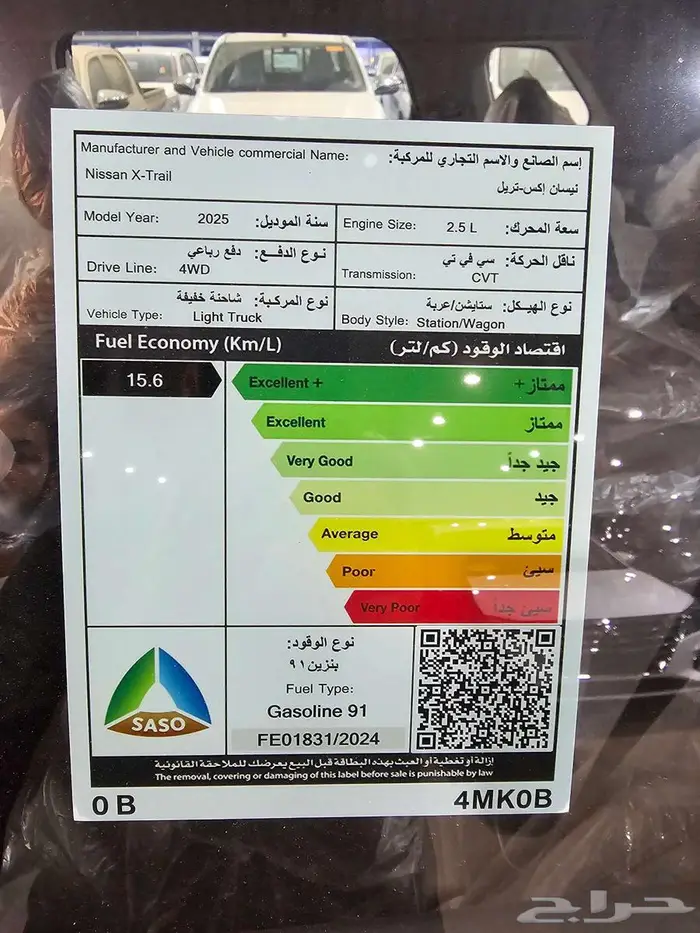 Manufacturer and Vehicle commercial Name: إسم الصانع والاسم التجاري للمركبة:
Nissan X-Trail نيسان إكس-تريل
Model Year: 2025 سنة الموديل:
Engine Size: 2.5 L سعة المحرك:
نوع الدفع: دفع رباعي
Drive Line: 4WD
ناقل الحركة: سي في تي
Transmission: CVT
نوع المركبة: شاحنة خفيفة
Vehicle Type: Light Truck
نوع الهيكل: ستايشن/عربة
Body Style: Station/Wagon
Fuel Economy (Km/L) اقتصاد الوقود (كم/لتر)
15.6
Excellent + ممتاز+
Excellent ممتاز
Very Good جيد جداً
Good جيد
Average متوسط
Poor سيئ
Very Poor سيئ جداً
SASO
نوع الوقود:
بنزين ٩١
Fuel Type:
Gasoline 91
FE01831/2024
إزالة أو تغطية أو العبث بهذه البطاقة قبل البيع يعرضك للملاحقة القانونية
The removal, covering or damaging of this label before sale is punishable by law
0 B 4MK0B
حراج